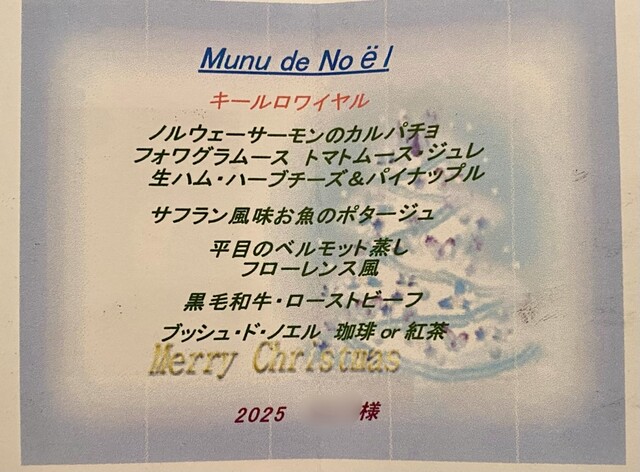 Munu de Noël
キールロワイヤル
ノルウェーサーモンのカルパチョ
フォワグラムース トマトムース・ジュレ
生ハム・ハーブチーズ＆パイナップル
サフラン風味お魚のポタージュ
平目のベルモット蒸し
フローレンス風
黒毛和牛・ローストビーフ
ブッシュ・ド・ノエル 珈琲 or 紅茶
Merry Christmas
2025 様